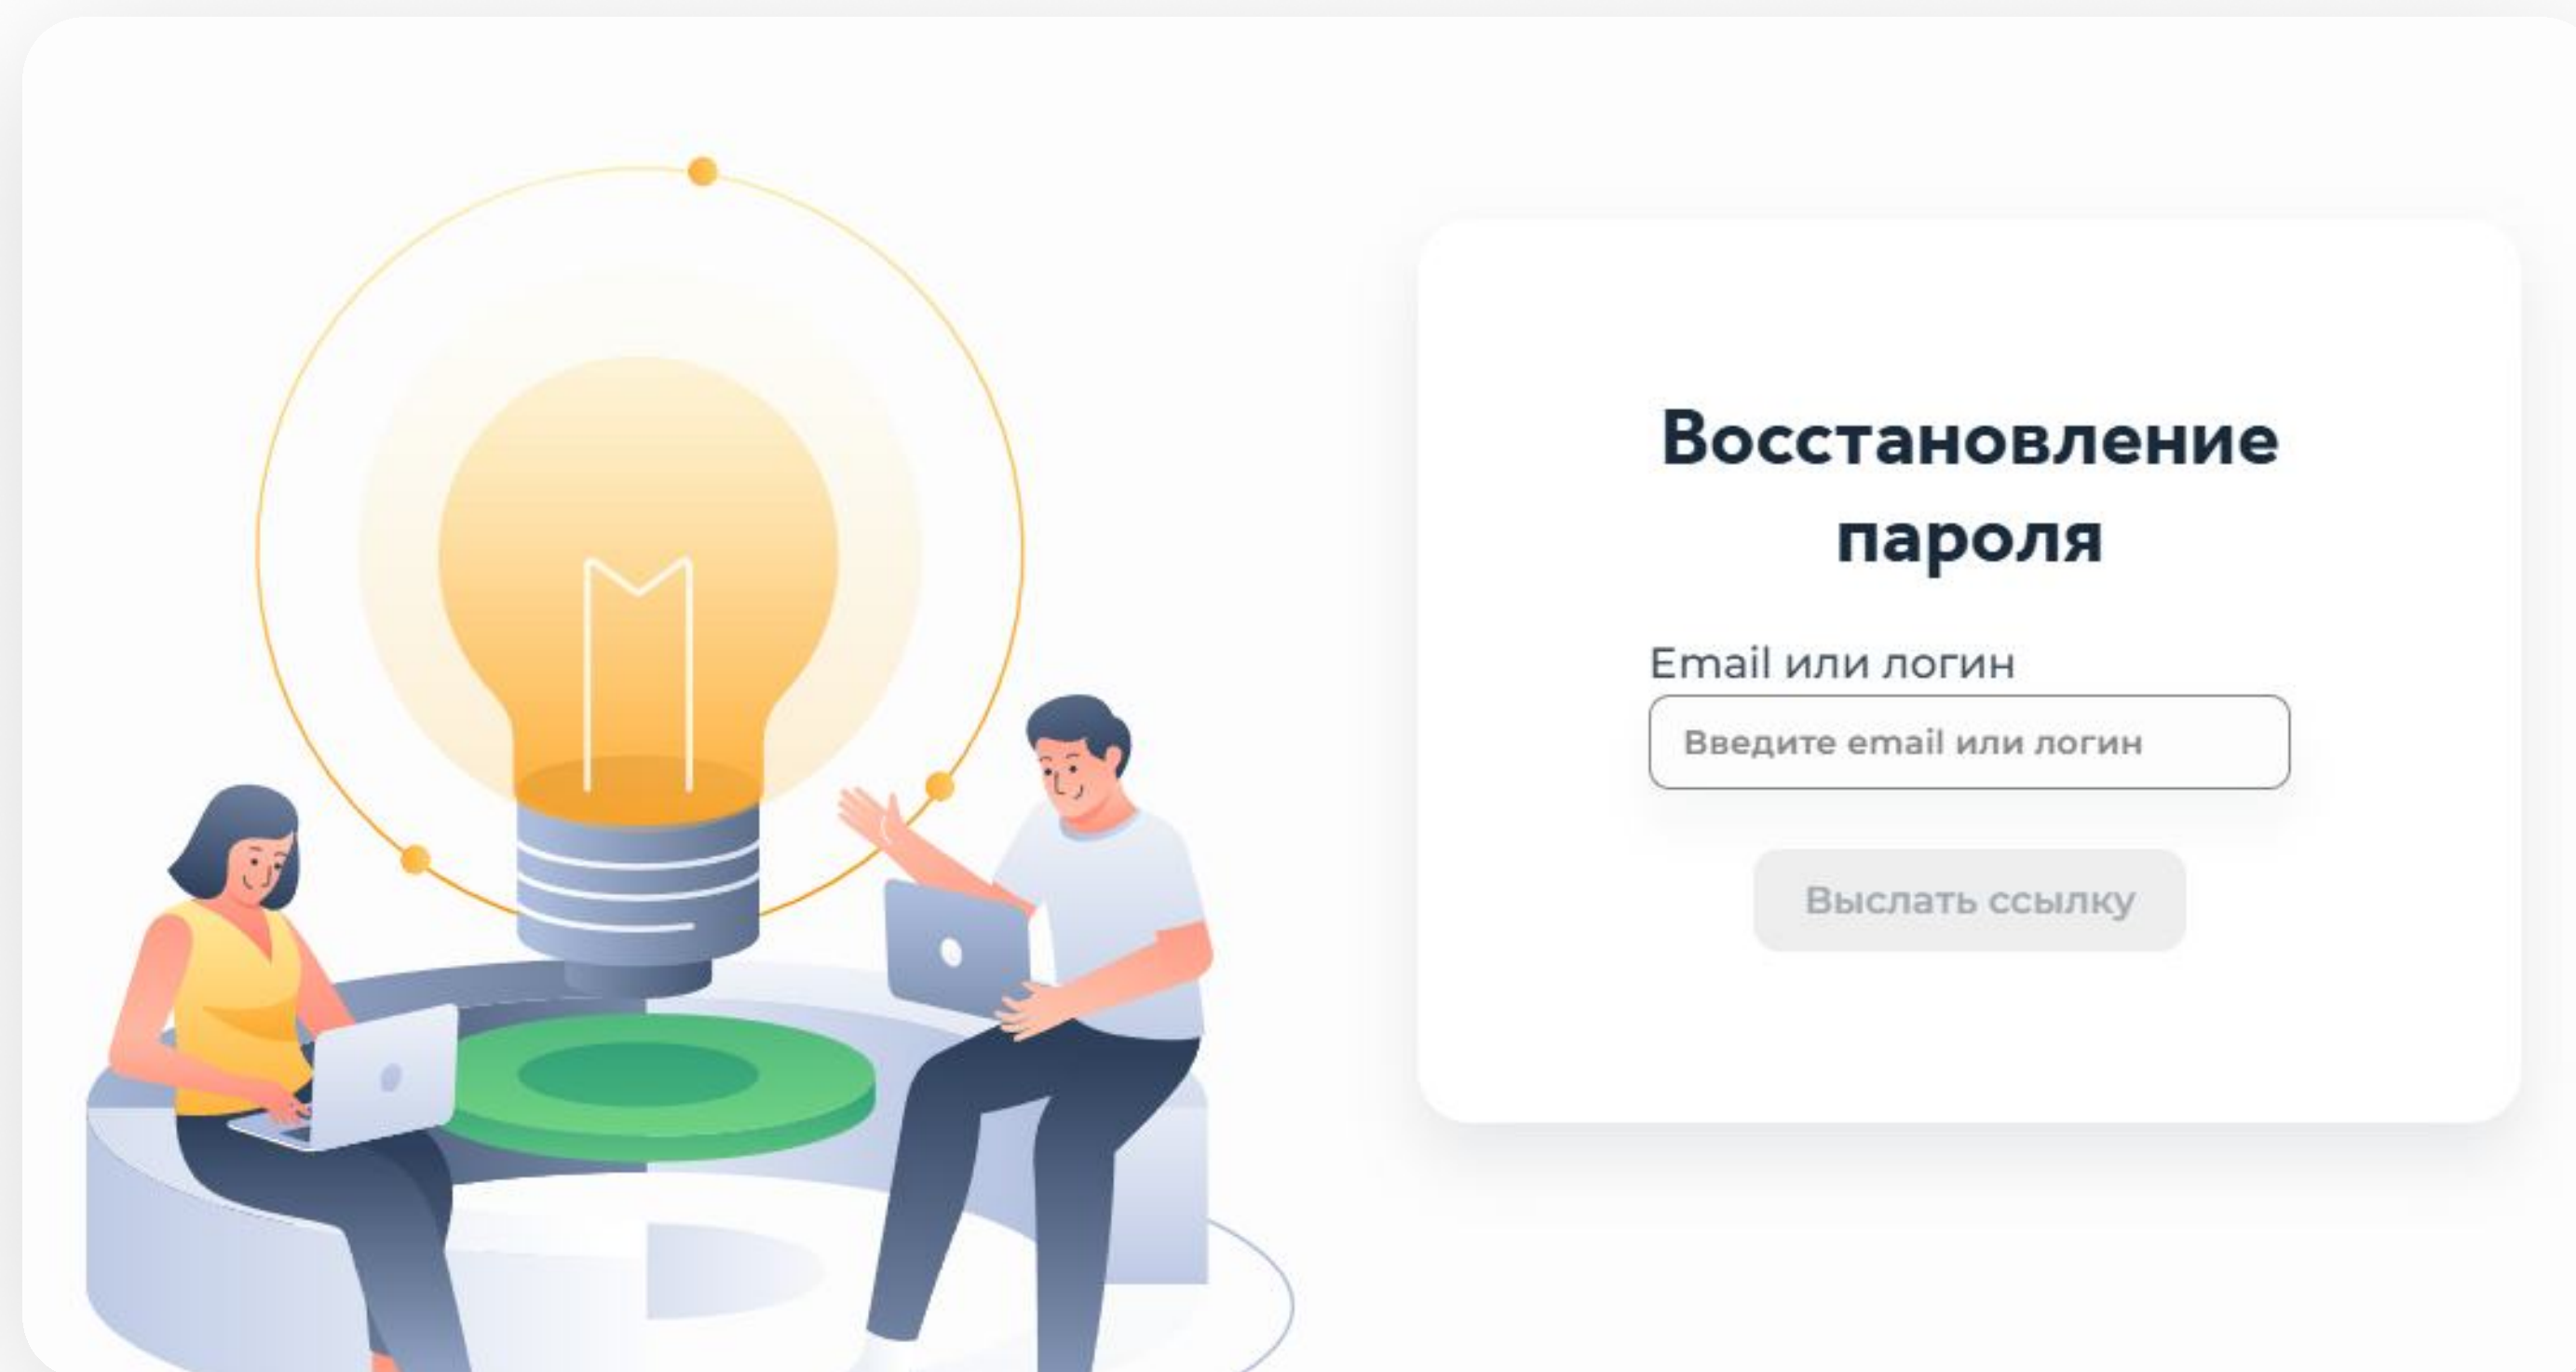 Восстановление
пароля
Email или логин
Введите email или логин
Выслать ссылку